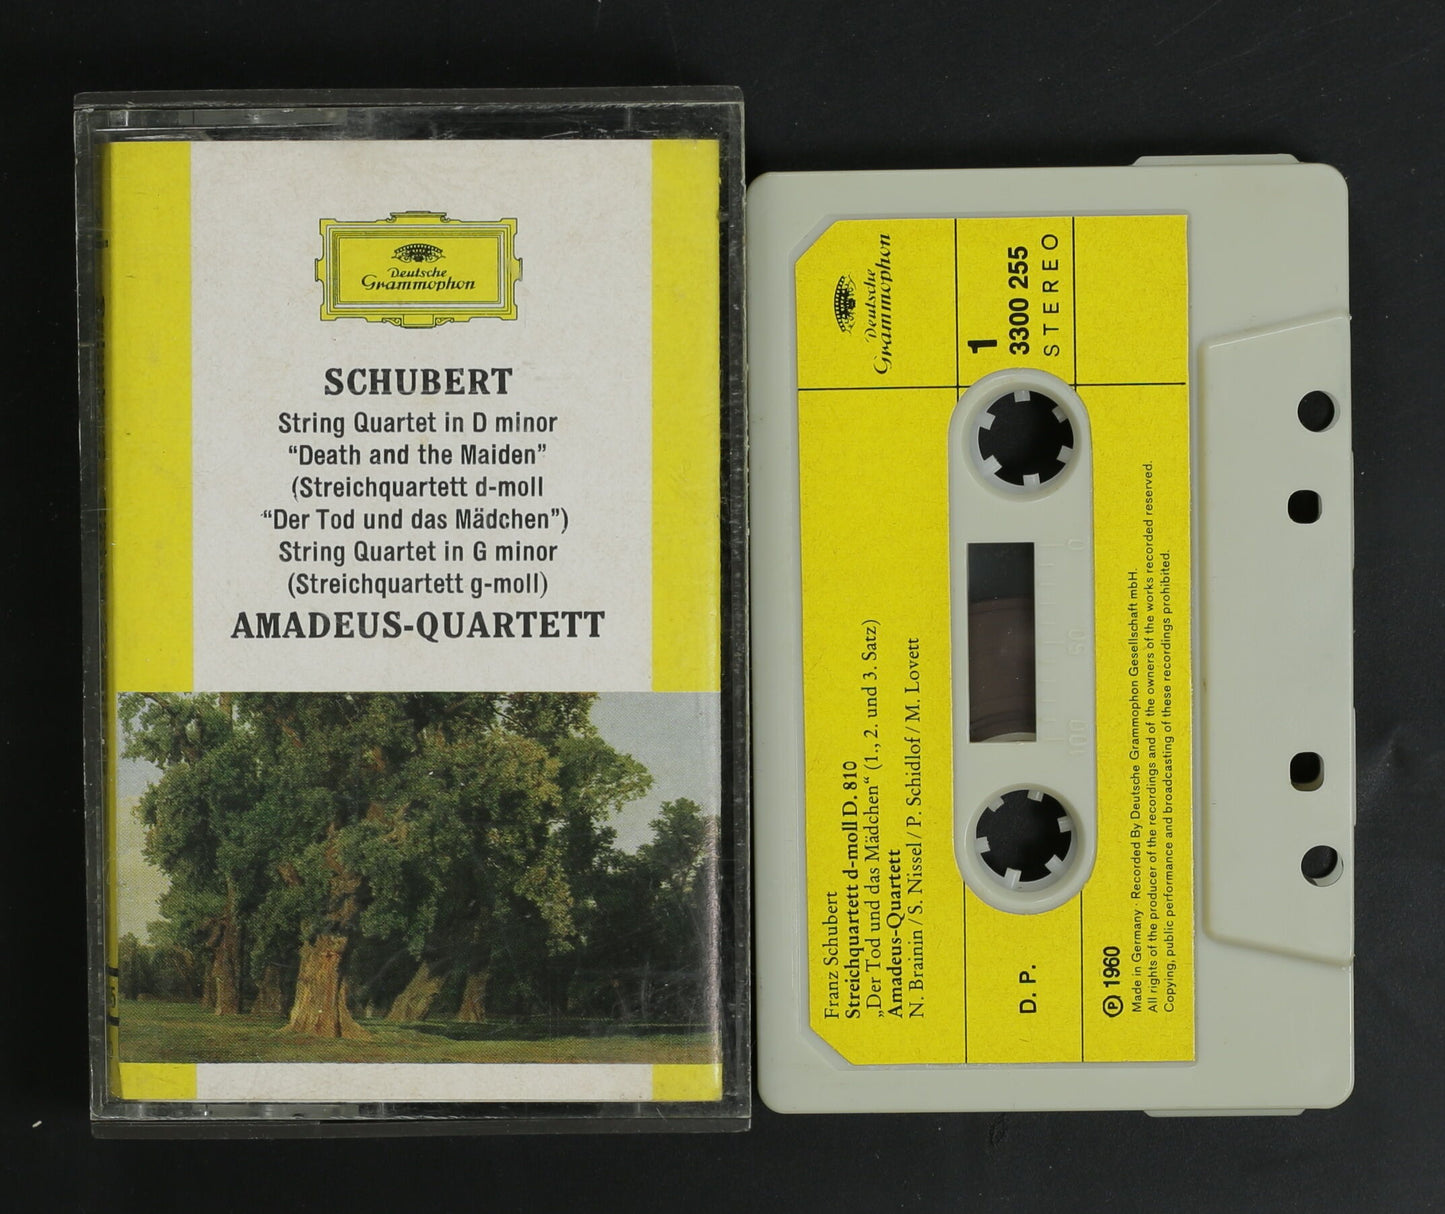 Deutsche
Grammophon
SCHUBERT
String Quartet in D minor
“Death and the Maiden”
(Streichquartett d-moll
“Der Tod und das Mädchen”)
String Quartet in G minor
(Streichquartett g-moll)
AMADEUS-QUARTETT
Deutsche
Grammophon
1
3300 255
STEREO
Franz Schubert
Streichquartett d-moll D. 810
„Der Tod und das Mädchen“ (1., 2. und 3. Satz)
Amadeus-Quartett
N. Brainin / S. Nissel / P. Schidlof / M. Lovett
D. P.
Ⓟ 1960
Made in Germany · Recorded By Deutsche Grammophon Gesellschaft mbH.
All rights of the producer of the recordings and of the owners of the works recorded reserved.
Copying, public performance and broadcasting of these recordings prohibited.
0
50
100